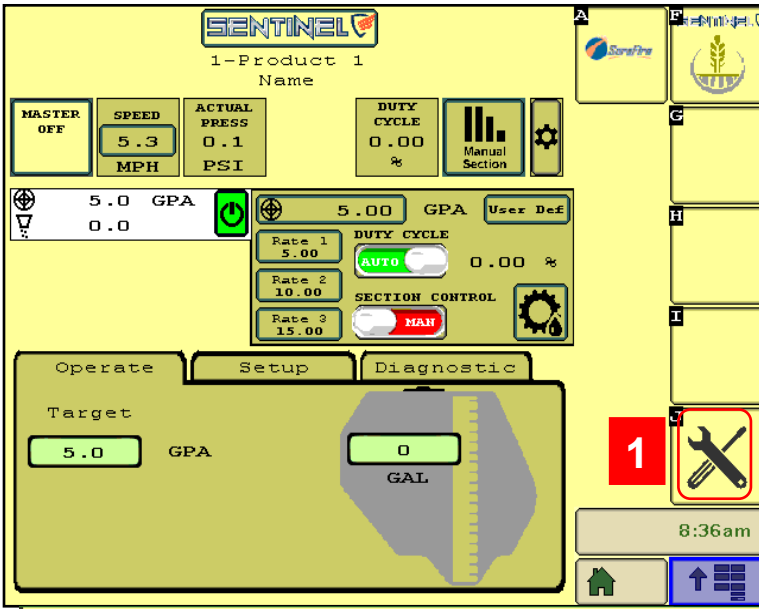 SENTINEL
1-Product 1
Name
MASTER
OFF
SPEED
5.3
MPH
ACTUAL
PRESS
0.1
PSI
DUTY
CYCLE
0.00
%
Manual
Section
5.0 GPA
0.0
5.00 GPA
User Def
Rate 1
5.00
Rate 2
10.00
Rate 3
15.00
DUTY CYCLE
AUTO
0.00 %
SECTION CONTROL
MAN
Operate
Setup
Diagnostic
Target
5.0 GPA
0
GAL
A
SureFire
F
SENTINEL
G
H
I
J
1
8:36am